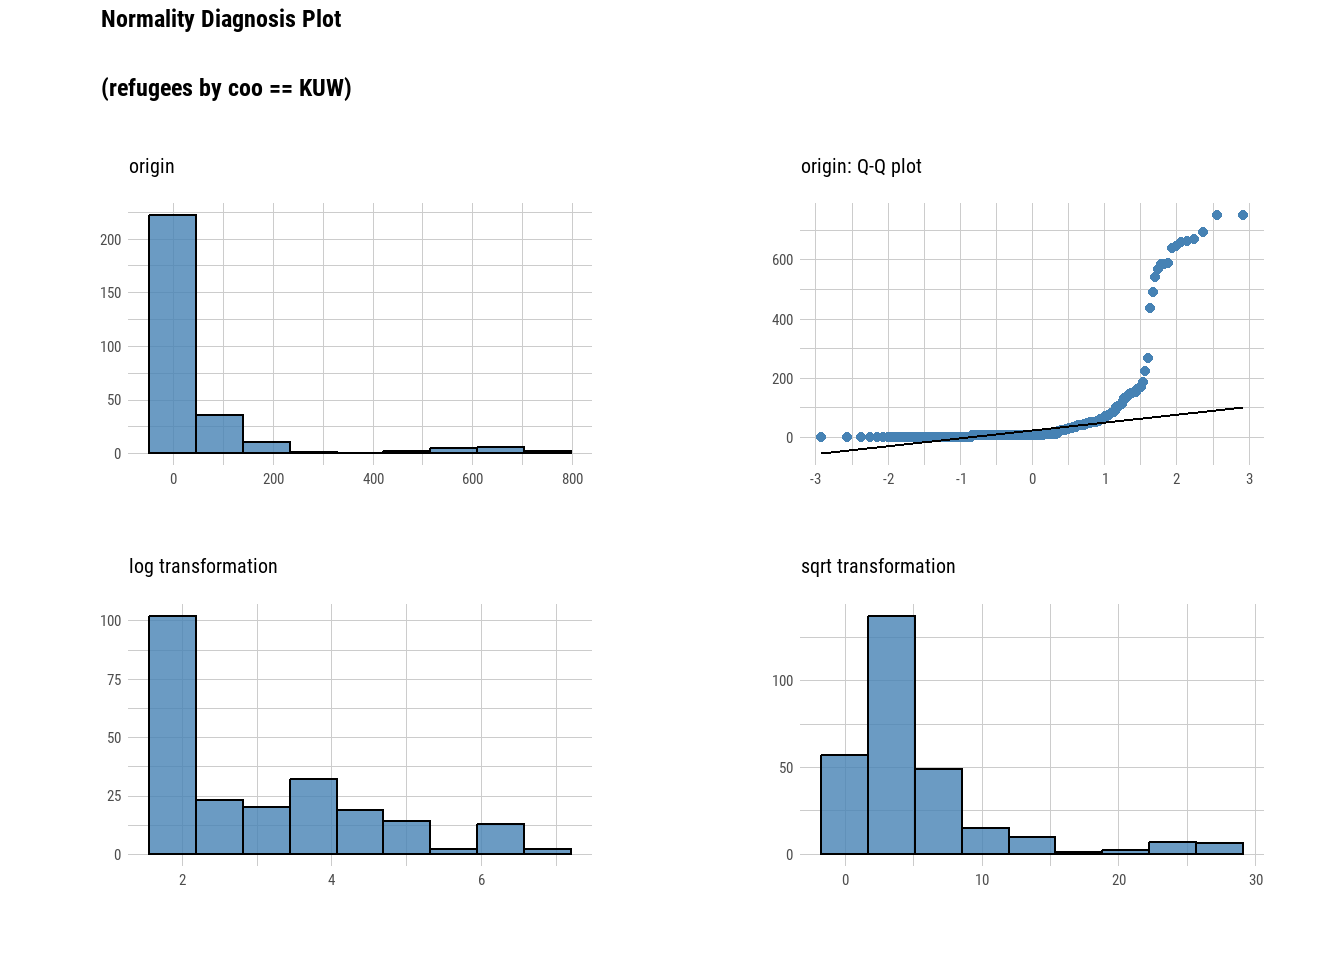 Normality Diagnosis Plot
(refugees by coo == KUW)
origin
200
150
100
50
0
0 200 400 600 800
origin: Q-Q plot
600
400
200
0
-3 -2 -1 0 1 2 3
log transformation
100
75
50
25
0
2 4 6
sqrt transformation
100
50
0
0 10 20 30